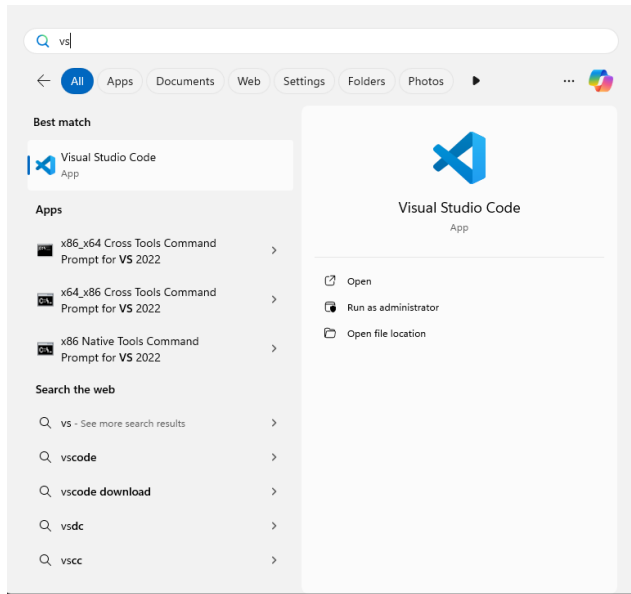 vs
All Apps Documents Web Settings Folders Photos
Best match
Visual Studio Code
App
Apps
x86_x64 Cross Tools Command
Prompt for VS 2022
x64_x86 Cross Tools Command
Prompt for VS 2022
x86 Native Tools Command
Prompt for VS 2022
Search the web
vs - See more search results
vscode
vscode download
vsdc
vscc
Visual Studio Code
App
Open
Run as administrator
Open file location